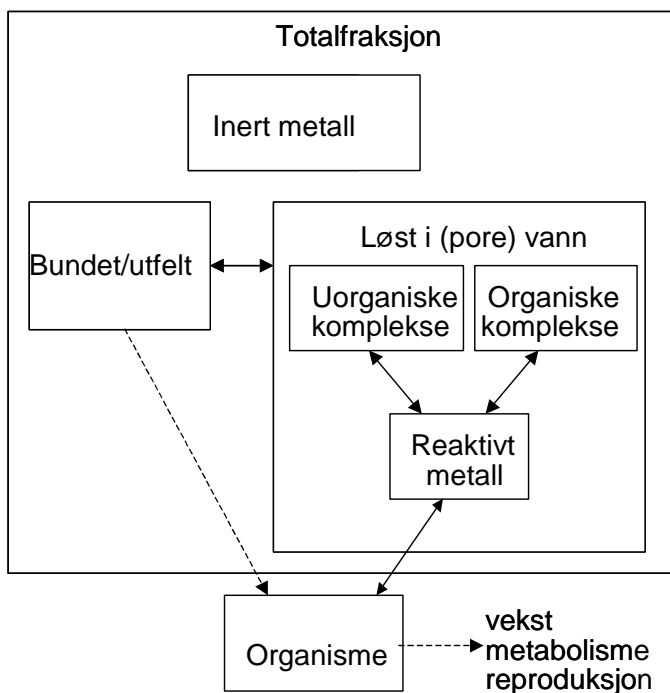 Totalfraksjon
Inert metall
Bundet/utfelt
Løst i (pore) vann
Uorganiske
komplekse
Organiske
komplekse
Reaktivt
metall
Organisme
vekst
metabolisme
reproduksjon